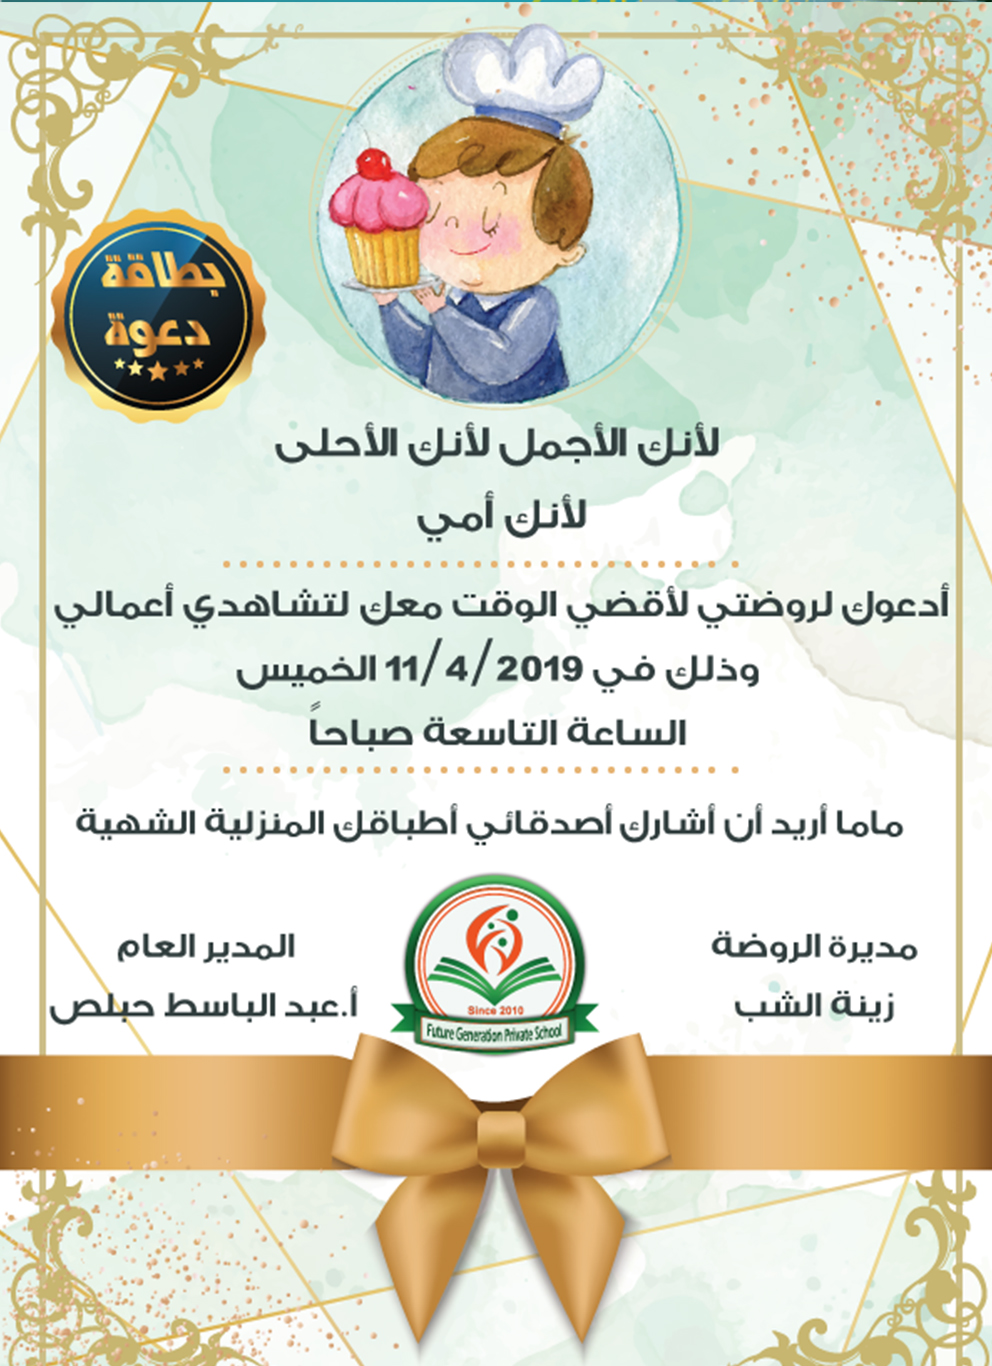 بطاقة
دعوة
لأنك الأجمل لأنك الأحلى
لأنك أمي
أدعوك لروضتي لأقضي الوقت معك لتشاهدي أعمالي
وذلك في 2019/4/11 الخميس
الساعة التاسعة صباحاً
ماما أريد أن أشارك أصدقائي أطباقك المنزلية الشهية
مديرة الروضة
زينة الشب
المدير العام
أ.عبد الباسط حبلص
Since 2010
Future Generation Private School